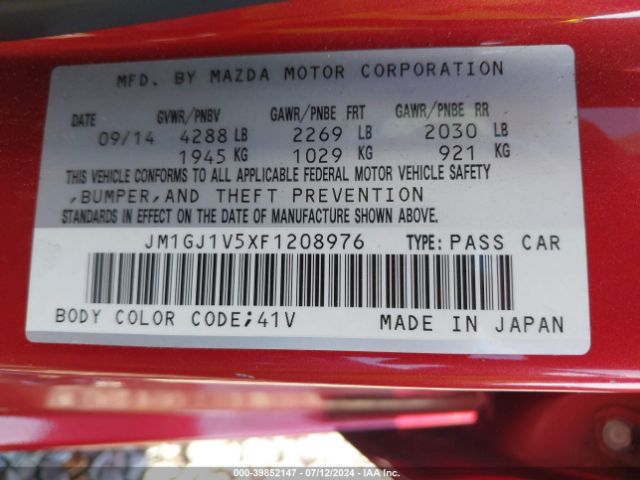 MFD. BY MAZDA MOTOR CORPORATION
DATE GVWR/PNBV GAWR/PNBE FRT GAWR/PNBE RR
09/14 4288 LB 2269 LB 2030 LB
1945 KG 1029 KG 921 KG
THIS VEHICLE CONFORMS TO ALL APPLICABLE FEDERAL MOTOR VEHICLE SAFETY
,BUMPER,AND THEFT PREVENTION
STANDARDS IN EFFECT ON THE DATE OF MANUFACTURE SHOWN ABOVE.
JM1GJ1V5XF1208976 TYPE: PASS CAR
BODY COLOR CODE;41V MADE IN JAPAN
000-39852147 - 07/12/2024 - IAA Inc.